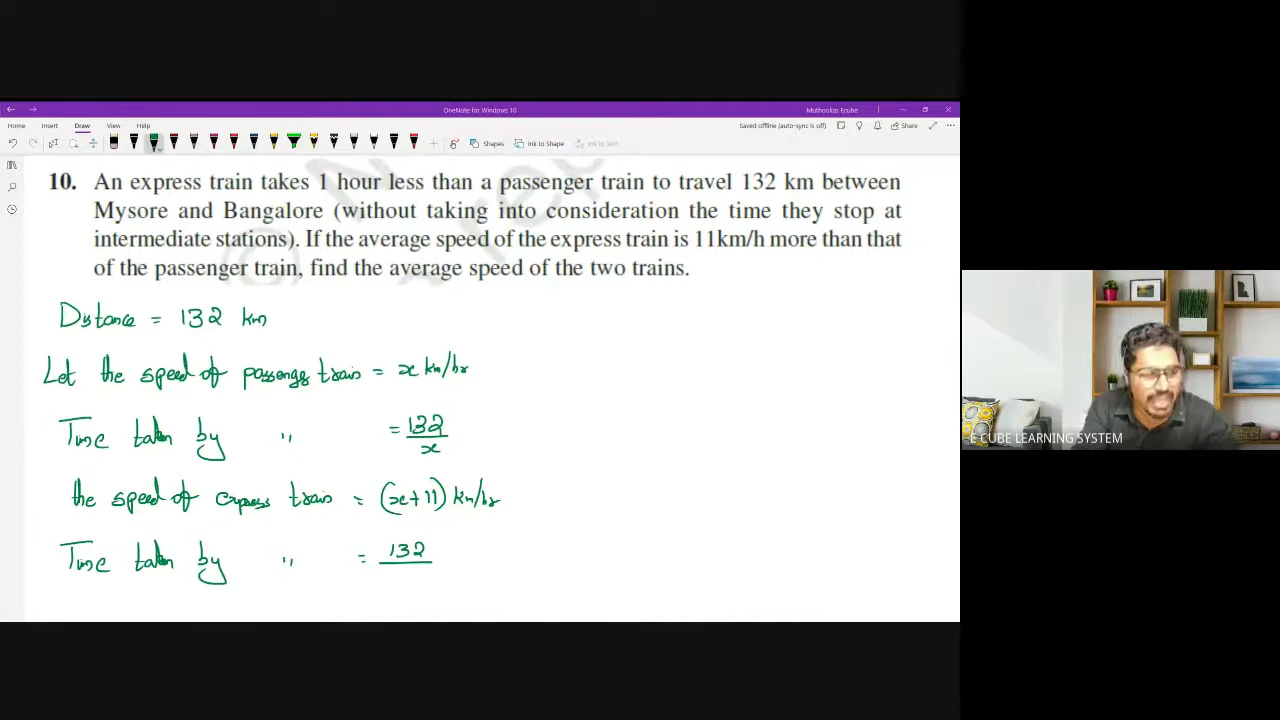 OneNote for Windows 10
Muthookas Ecube
Home Insert Draw View Help
Saved offline (auto-sync is off)
Share
Shapes
Ink to Shape
Ink to Text
10. An express train takes 1 hour less than a passenger train to travel 132 km between
Mysore and Bangalore (without taking into consideration the time they stop at
intermediate stations). If the average speed of the express train is 11km/h more than that
of the passenger train, find the average speed of the two trains.
Distance = 132 km
Let the speed of passenger train = x km/hr
Time taken by " = 132/x
the speed of express train = (x+11) km/hr
Time taken by " = 132
E CUBE LEARNING SYSTEM